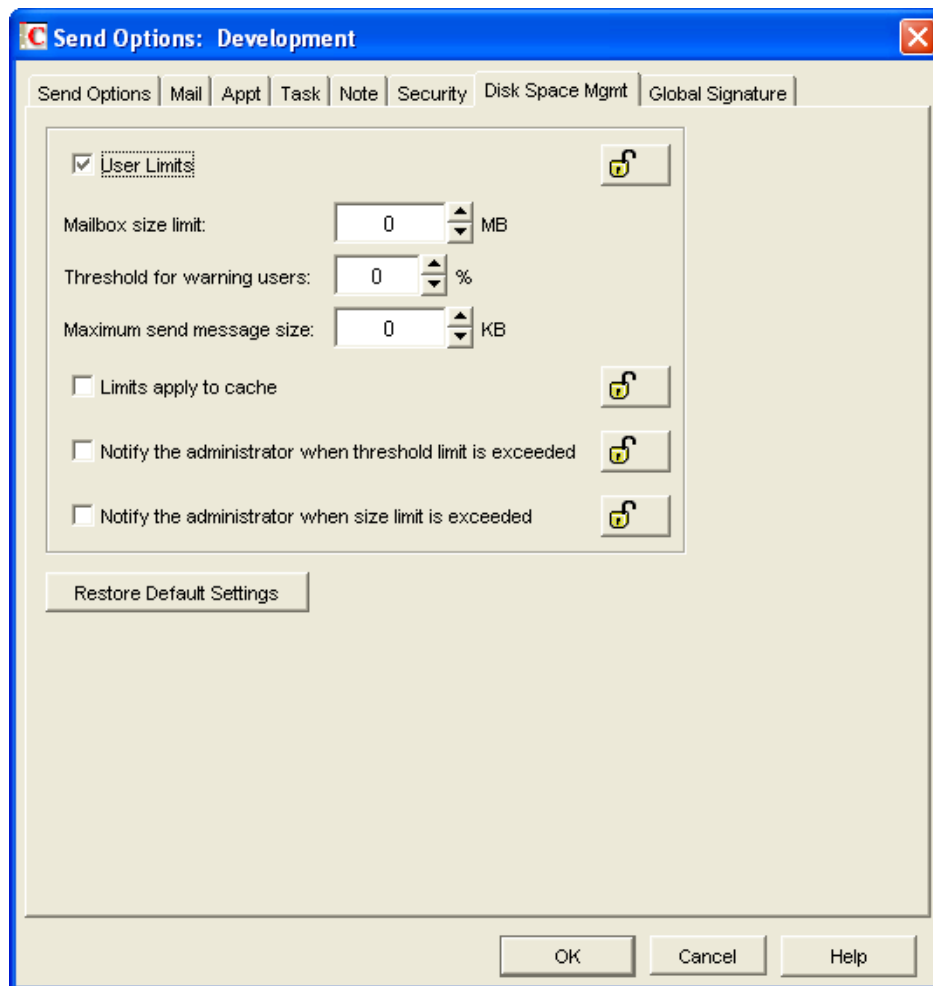 C Send Options: Development
Send Options Mail Appt Task Note Security Disk Space Mgmt Global Signature
User Limits
Mailbox size limit: 0 MB
Threshold for warning users: 0 %
Maximum send message size: 0 KB
Limits apply to cache
Notify the administrator when threshold limit is exceeded
Notify the administrator when size limit is exceeded
Restore Default Settings
OK Cancel Help